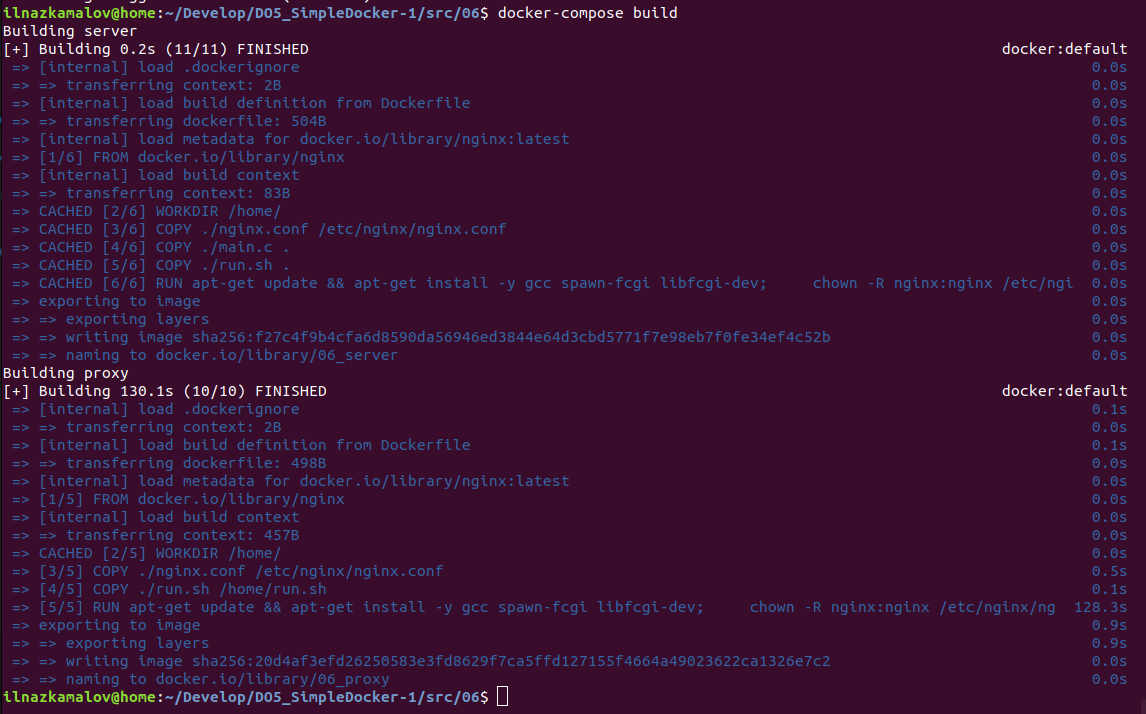 ilnazkamalov@home:~/Develop/DO5_SimpleDocker-1/src/06$ docker-compose build
Building server
[+] Building 0.2s (11/11) FINISHED docker:default
=> [internal] load .dockerignore 0.0s
=> => transferring context: 2B 0.0s
=> [internal] load build definition from Dockerfile 0.0s
=> => transferring dockerfile: 504B 0.0s
=> [internal] load metadata for docker.io/library/nginx:latest 0.0s
=> [1/6] FROM docker.io/library/nginx 0.0s
=> [internal] load build context 0.0s
=> => transferring context: 83B 0.0s
=> CACHED [2/6] WORKDIR /home/ 0.0s
=> CACHED [3/6] COPY ./nginx.conf /etc/nginx/nginx.conf 0.0s
=> CACHED [4/6] COPY ./main.c . 0.0s
=> CACHED [5/6] COPY ./run.sh . 0.0s
=> CACHED [6/6] RUN apt-get update && apt-get install -y gcc spawn-fcgi libfcgi-dev;     chown -R nginx:nginx /etc/ngi 0.0s
=> exporting to image 0.0s
=> => exporting layers 0.0s
=> => writing image sha256:f27c4f9b4cfa6d8590da56946ed3844e64d3cbd5771f7e98eb7f0fe34ef4c52b 0.0s
=> => naming to docker.io/library/06_server 0.0s
Building proxy
[+] Building 130.1s (10/10) FINISHED docker:default
=> [internal] load .dockerignore 0.1s
=> => transferring context: 2B 0.0s
=> [internal] load build definition from Dockerfile 0.1s
=> => transferring dockerfile: 498B 0.0s
=> [internal] load metadata for docker.io/library/nginx:latest 0.0s
=> [1/5] FROM docker.io/library/nginx 0.0s
=> [internal] load build context 0.0s
=> => transferring context: 457B 0.0s
=> CACHED [2/5] WORKDIR /home/ 0.0s
=> [3/5] COPY ./nginx.conf /etc/nginx/nginx.conf 0.5s
=> [4/5] COPY ./run.sh /home/run.sh 0.1s
=> [5/5] RUN apt-get update && apt-get install -y gcc spawn-fcgi libfcgi-dev;     chown -R nginx:nginx /etc/nginx/ng 128.3s
=> exporting to image 0.9s
=> => exporting layers 0.9s
=> => writing image sha256:20d4af3efd26250583e3fd8629f7ca5ffd127155f4664a49023622ca1326e7c2 0.0s
=> => naming to docker.io/library/06_proxy 0.0s
ilnazkamalov@home:~/Develop/DO5_SimpleDocker-1/src/06$